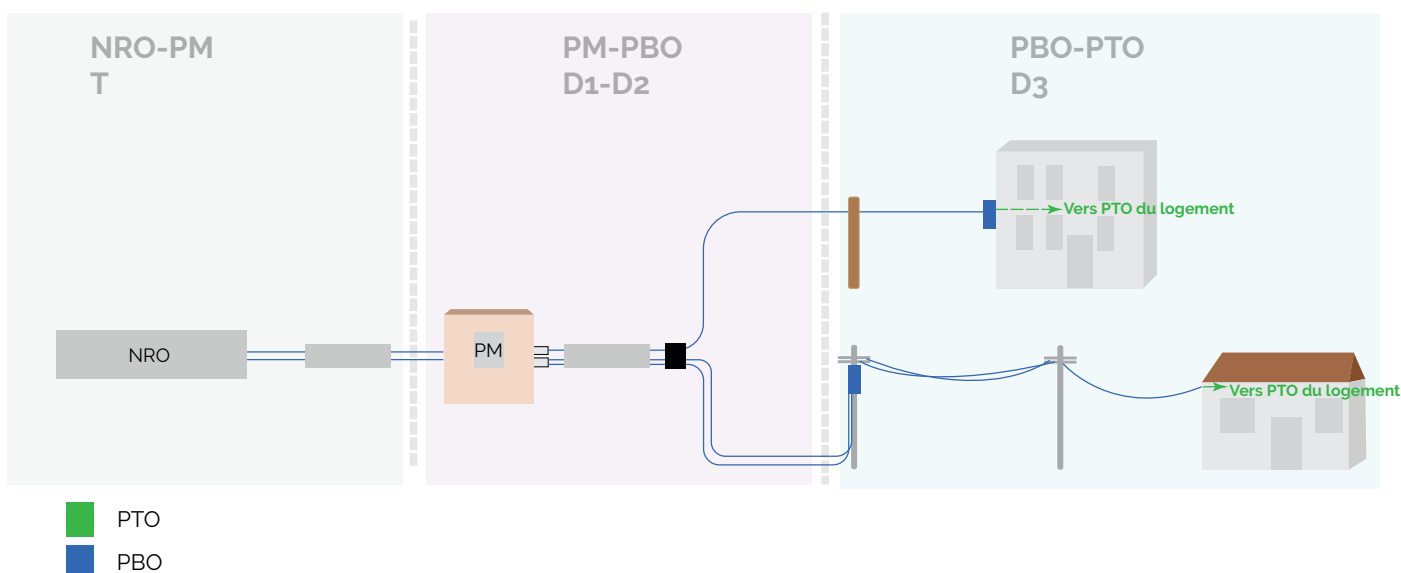 NRO-PM
T
PM-PBO
D1-D2
PBO-PTO
D3
Vers PTO du logement
NRO
PM
Vers PTO du logement
PTO
PBO